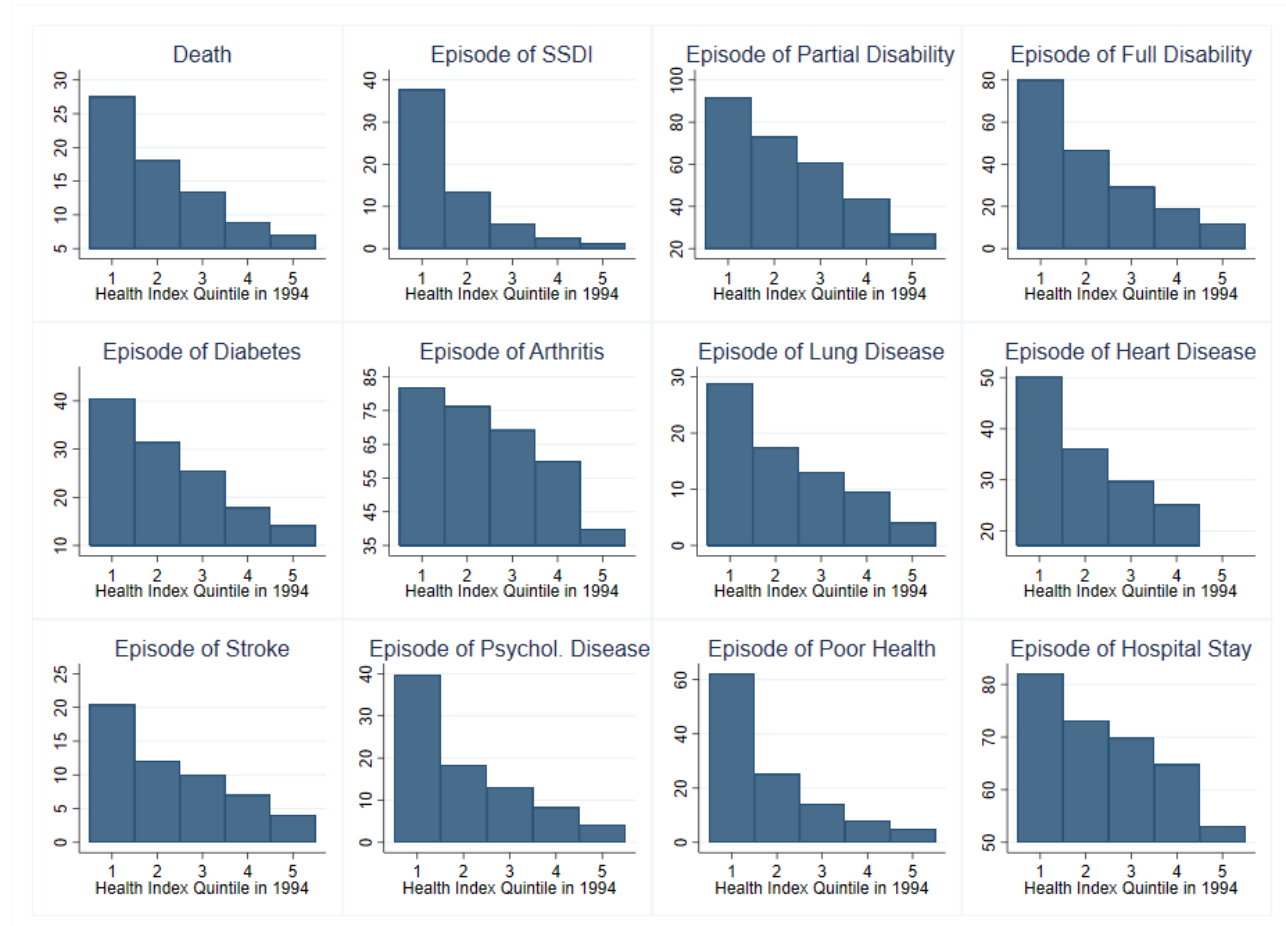 Death
30
25
20
15
10
5
1 2 3 4 5
Health Index Quintile in 1994
Episode of SSDI
40
30
20
10
0
1 2 3 4 5
Health Index Quintile in 1994
Episode of Partial Disability
100
80
60
40
20
1 2 3 4 5
Health Index Quintile in 1994
Episode of Full Disability
80
60
40
20
0
1 2 3 4 5
Health Index Quintile in 1994
Episode of Diabetes
40
30
20
10
1 2 3 4 5
Health Index Quintile in 1994
Episode of Arthritis
85
75
65
55
45
35
1 2 3 4 5
Health Index Quintile in 1994
Episode of Lung Disease
30
20
10
0
1 2 3 4 5
Health Index Quintile in 1994
Episode of Heart Disease
50
40
30
20
1 2 3 4 5
Health Index Quintile in 1994
Episode of Stroke
25
20
15
10
5
0
1 2 3 4 5
Health Index Quintile in 1994
Episode of Psychol. Disease
40
30
20
10
0
1 2 3 4 5
Health Index Quintile in 1994
Episode of Poor Health
60
40
20
0
1 2 3 4 5
Health Index Quintile in 1994
Episode of Hospital Stay
80
70
60
50
1 2 3 4 5
Health Index Quintile in 1994